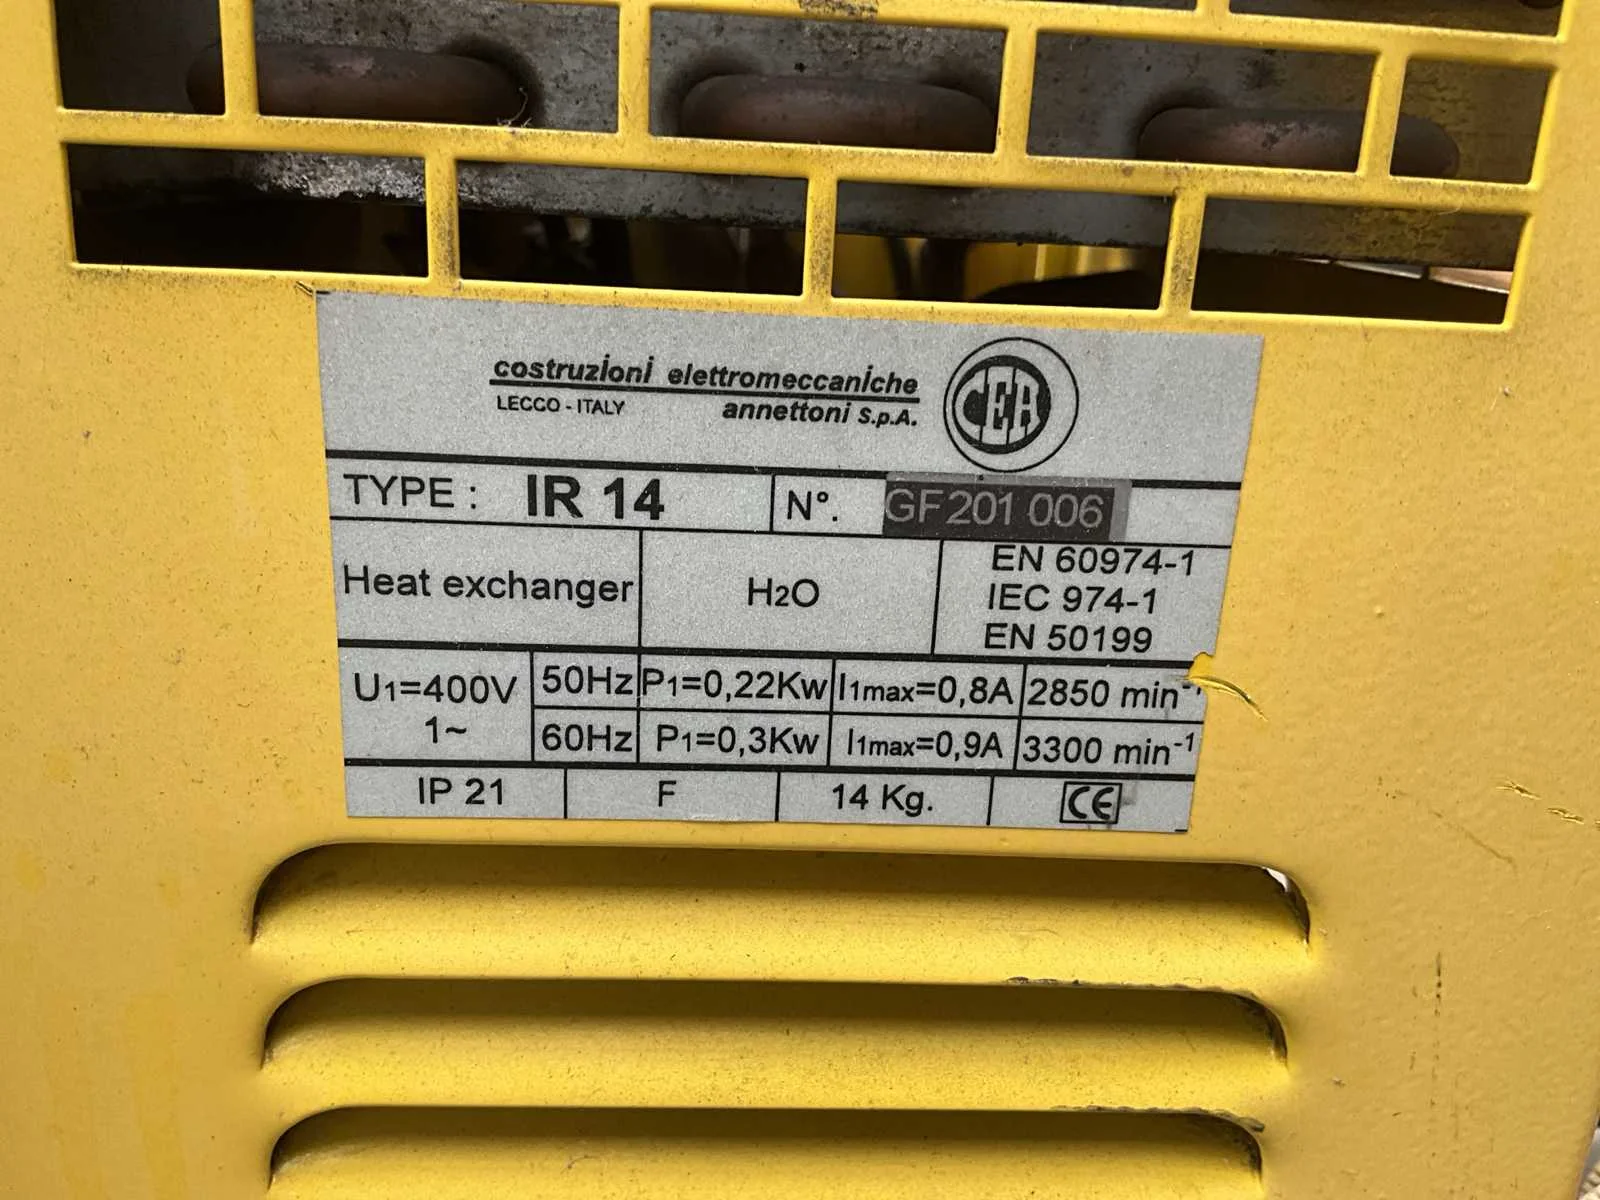 costruzioni elettromeccaniche
LECCO - ITALY annettoni S.p.A.
CEA
TYPE : IR 14 N°. GF201 006
Heat exchanger H2O EN 60974-1
IEC 974-1
EN 50199
U1=400V 1~
50Hz P1=0,22Kw I1max=0,8A 2850 min-1
60Hz P1=0,3Kw I1max=0,9A 3300 min-1
IP 21 F 14 Kg. CE